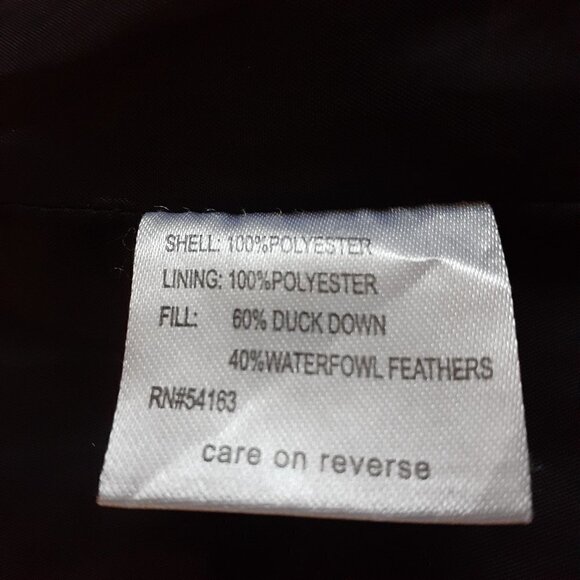 SHELL: 100%POLYESTER
LINING: 100%POLYESTER
FILL: 60% DUCK DOWN
40%WATERFOWL FEATHERS
RN#54163
care on reverse